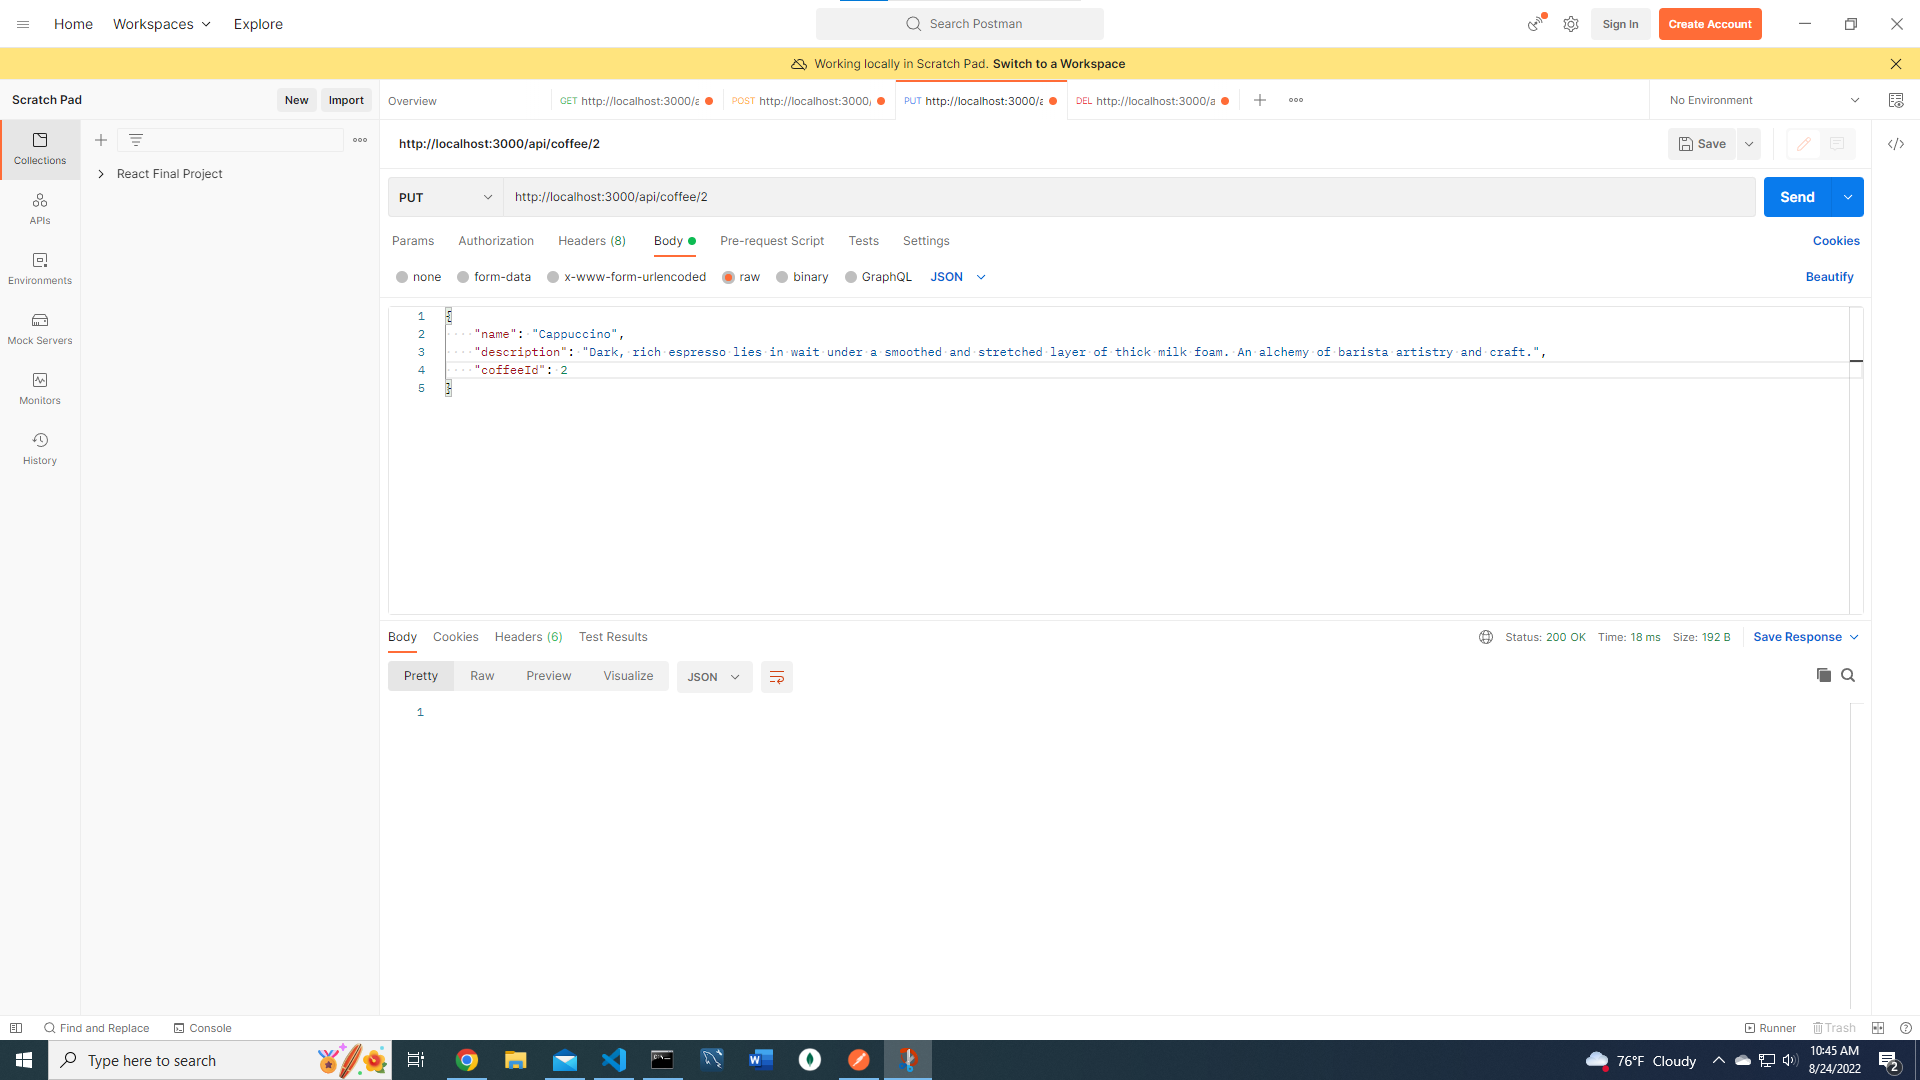 Home Workspaces Explore Search Postman Sign In Create Account
Working locally in Scratch Pad. Switch to a Workspace
Scratch Pad New Import Overview GET http://localhost:3000/a POST http://localhost:3000/ PUT http://localhost:3000/a DEL http://localhost:3000/a No Environment
Collections
React Final Project
APIs
Environments
Mock Servers
Monitors
History
http://localhost:3000/api/coffee/2 Save
PUT http://localhost:3000/api/coffee/2 Send
Params Authorization Headers (8) Body Pre-request Script Tests Settings Cookies
none form-data x-www-form-urlencoded raw binary GraphQL JSON Beautify
1 {
2 "name": "Cappuccino",
3 "description": "Dark, rich espresso lies in wait under a smoothed and stretched layer of thick milk foam. An alchemy of barista artistry and craft.",
4 "coffeeId": 2
5 }
Body Cookies Headers (6) Test Results Status: 200 OK Time: 18 ms Size: 192 B Save Response
Pretty Raw Preview Visualize JSON
1
Find and Replace Console Runner Trash
Type here to search 76°F Cloudy 10:45 AM
8/24/2022 2